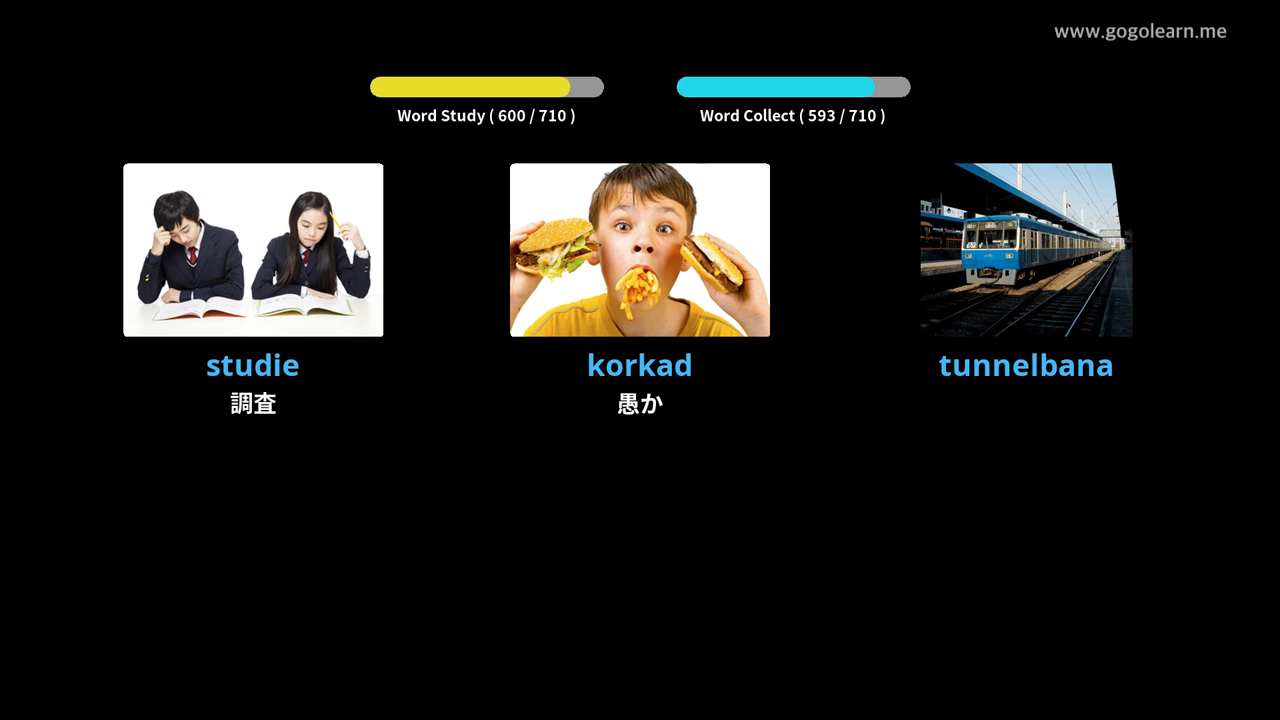 www.gogolearn.me
Word Study ( 600 / 710 )
Word Collect ( 593 / 710 )
studie
korkad
tunnelbana
調査
愚か